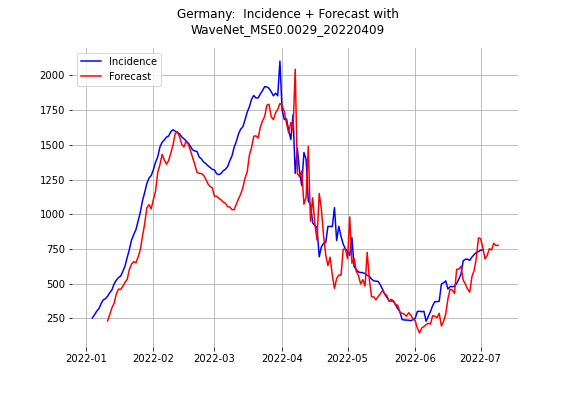 Germany:  Incidence + Forecast with
WaveNet_MSE0.0029_20220409
Incidence
Forecast
2000
1750
1500
1250
1000
750
500
250
2022-01 2022-02 2022-03 2022-04 2022-05 2022-06 2022-07